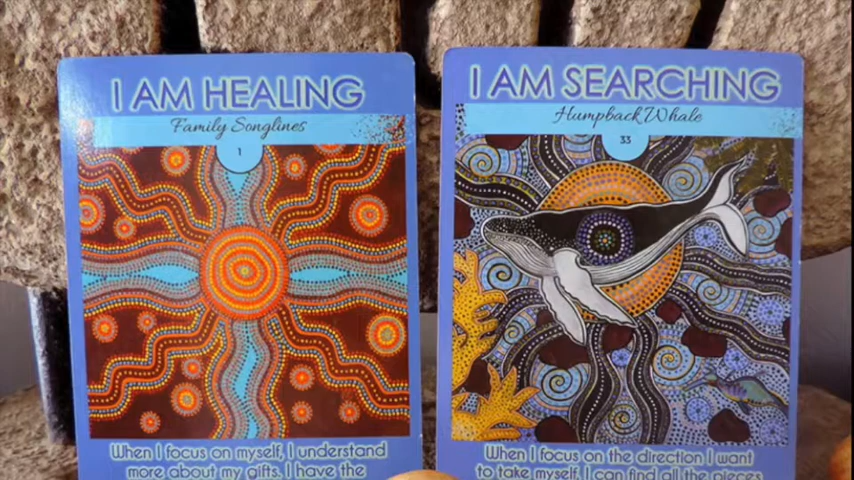 I AM HEALING
Family Songlines
1
When I focus on myself, I understand
more about my gifts. I have the
I AM SEARCHING
Humpback Whale
33
When I focus on the direction I want
to take myself, I can find all the pieces